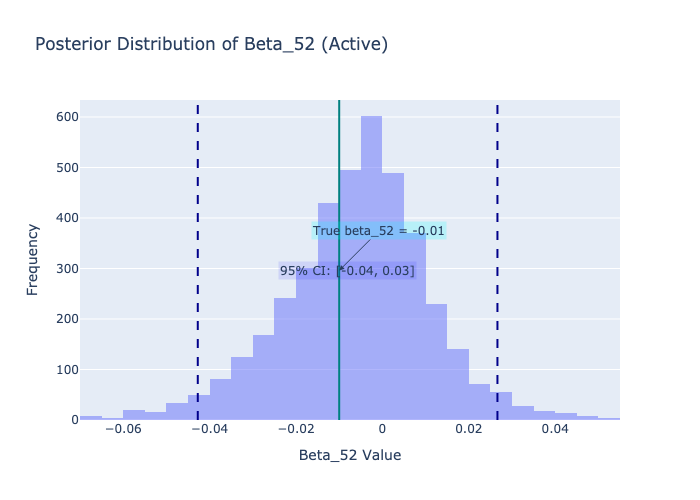 Posterior Distribution of Beta_52 (Active)
600
500
400
300
200
100
0
Frequency
True beta_52 = -0.01
95% CI: [-0.04, 0.03]
−0.06
−0.04
−0.02
0
0.02
0.04
Beta_52 Value